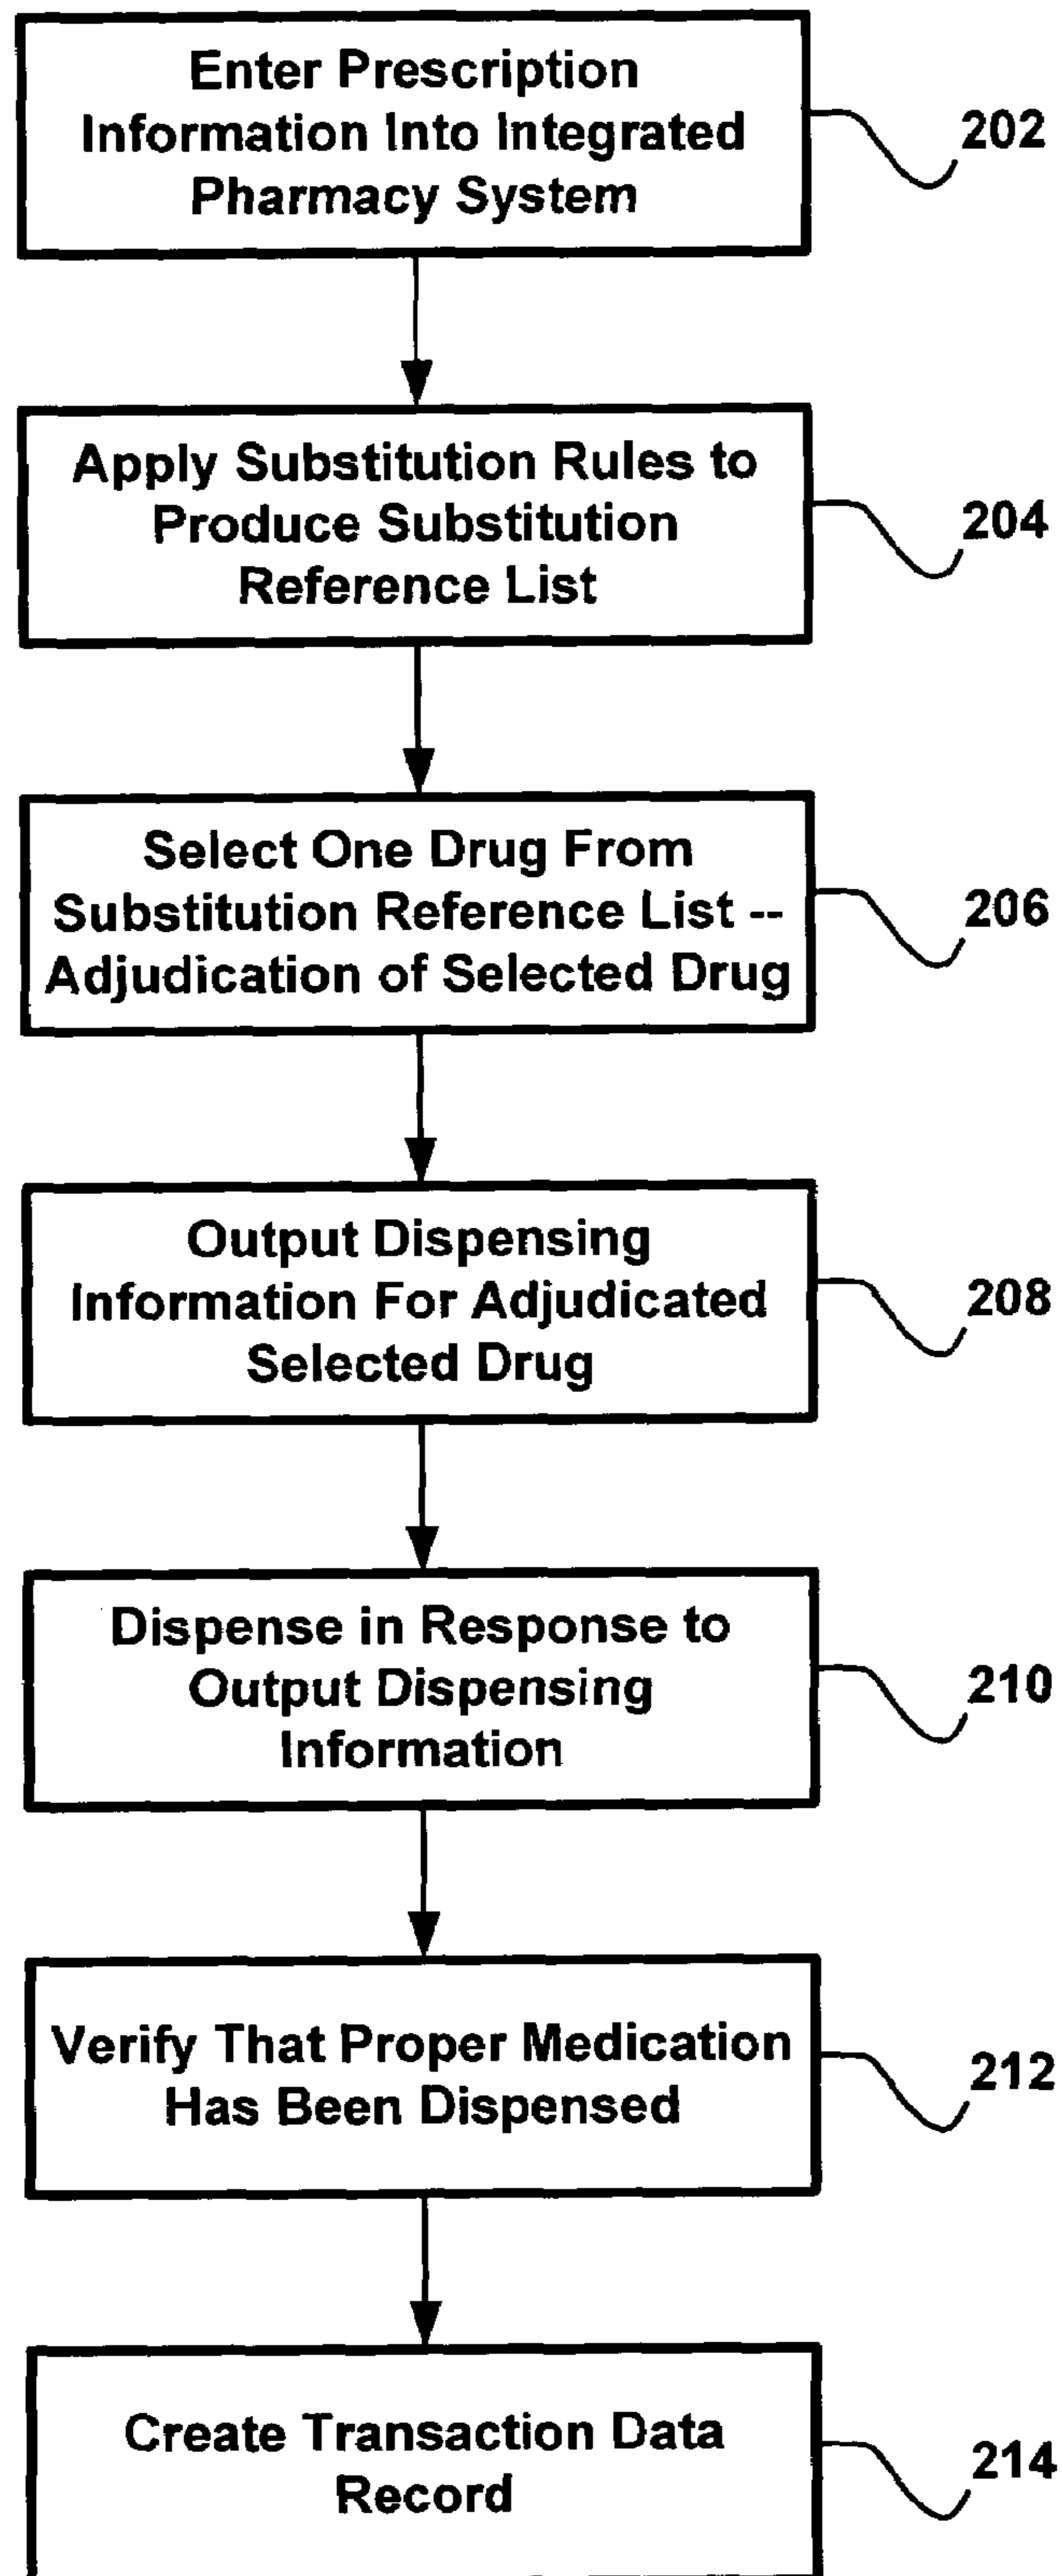 Enter Prescription
Information Into Integrated
Pharmacy System
202
Apply Substitution Rules to
Produce Substitution
Reference List
204
Select One Drug From
Substitution Reference List --
Adjudication of Selected Drug
206
Output Dispensing
Information For Adjudicated
Selected Drug
208
Dispense in Response to
Output Dispensing
Information
210
Verify That Proper Medication
Has Been Dispensed
212
Create Transaction Data
Record
214